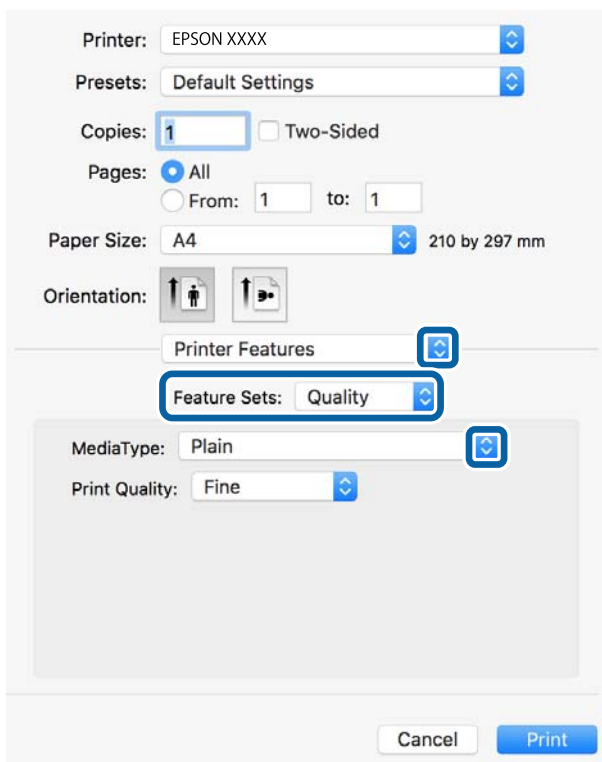 Printer: EPSON XXXX
Presets: Default Settings
Copies: 1 Two-Sided
Pages: All
From: 1 to: 1
Paper Size: A4 210 by 297 mm
Orientation:
Printer Features
Feature Sets: Quality
MediaType: Plain
Print Quality: Fine
Cancel Print